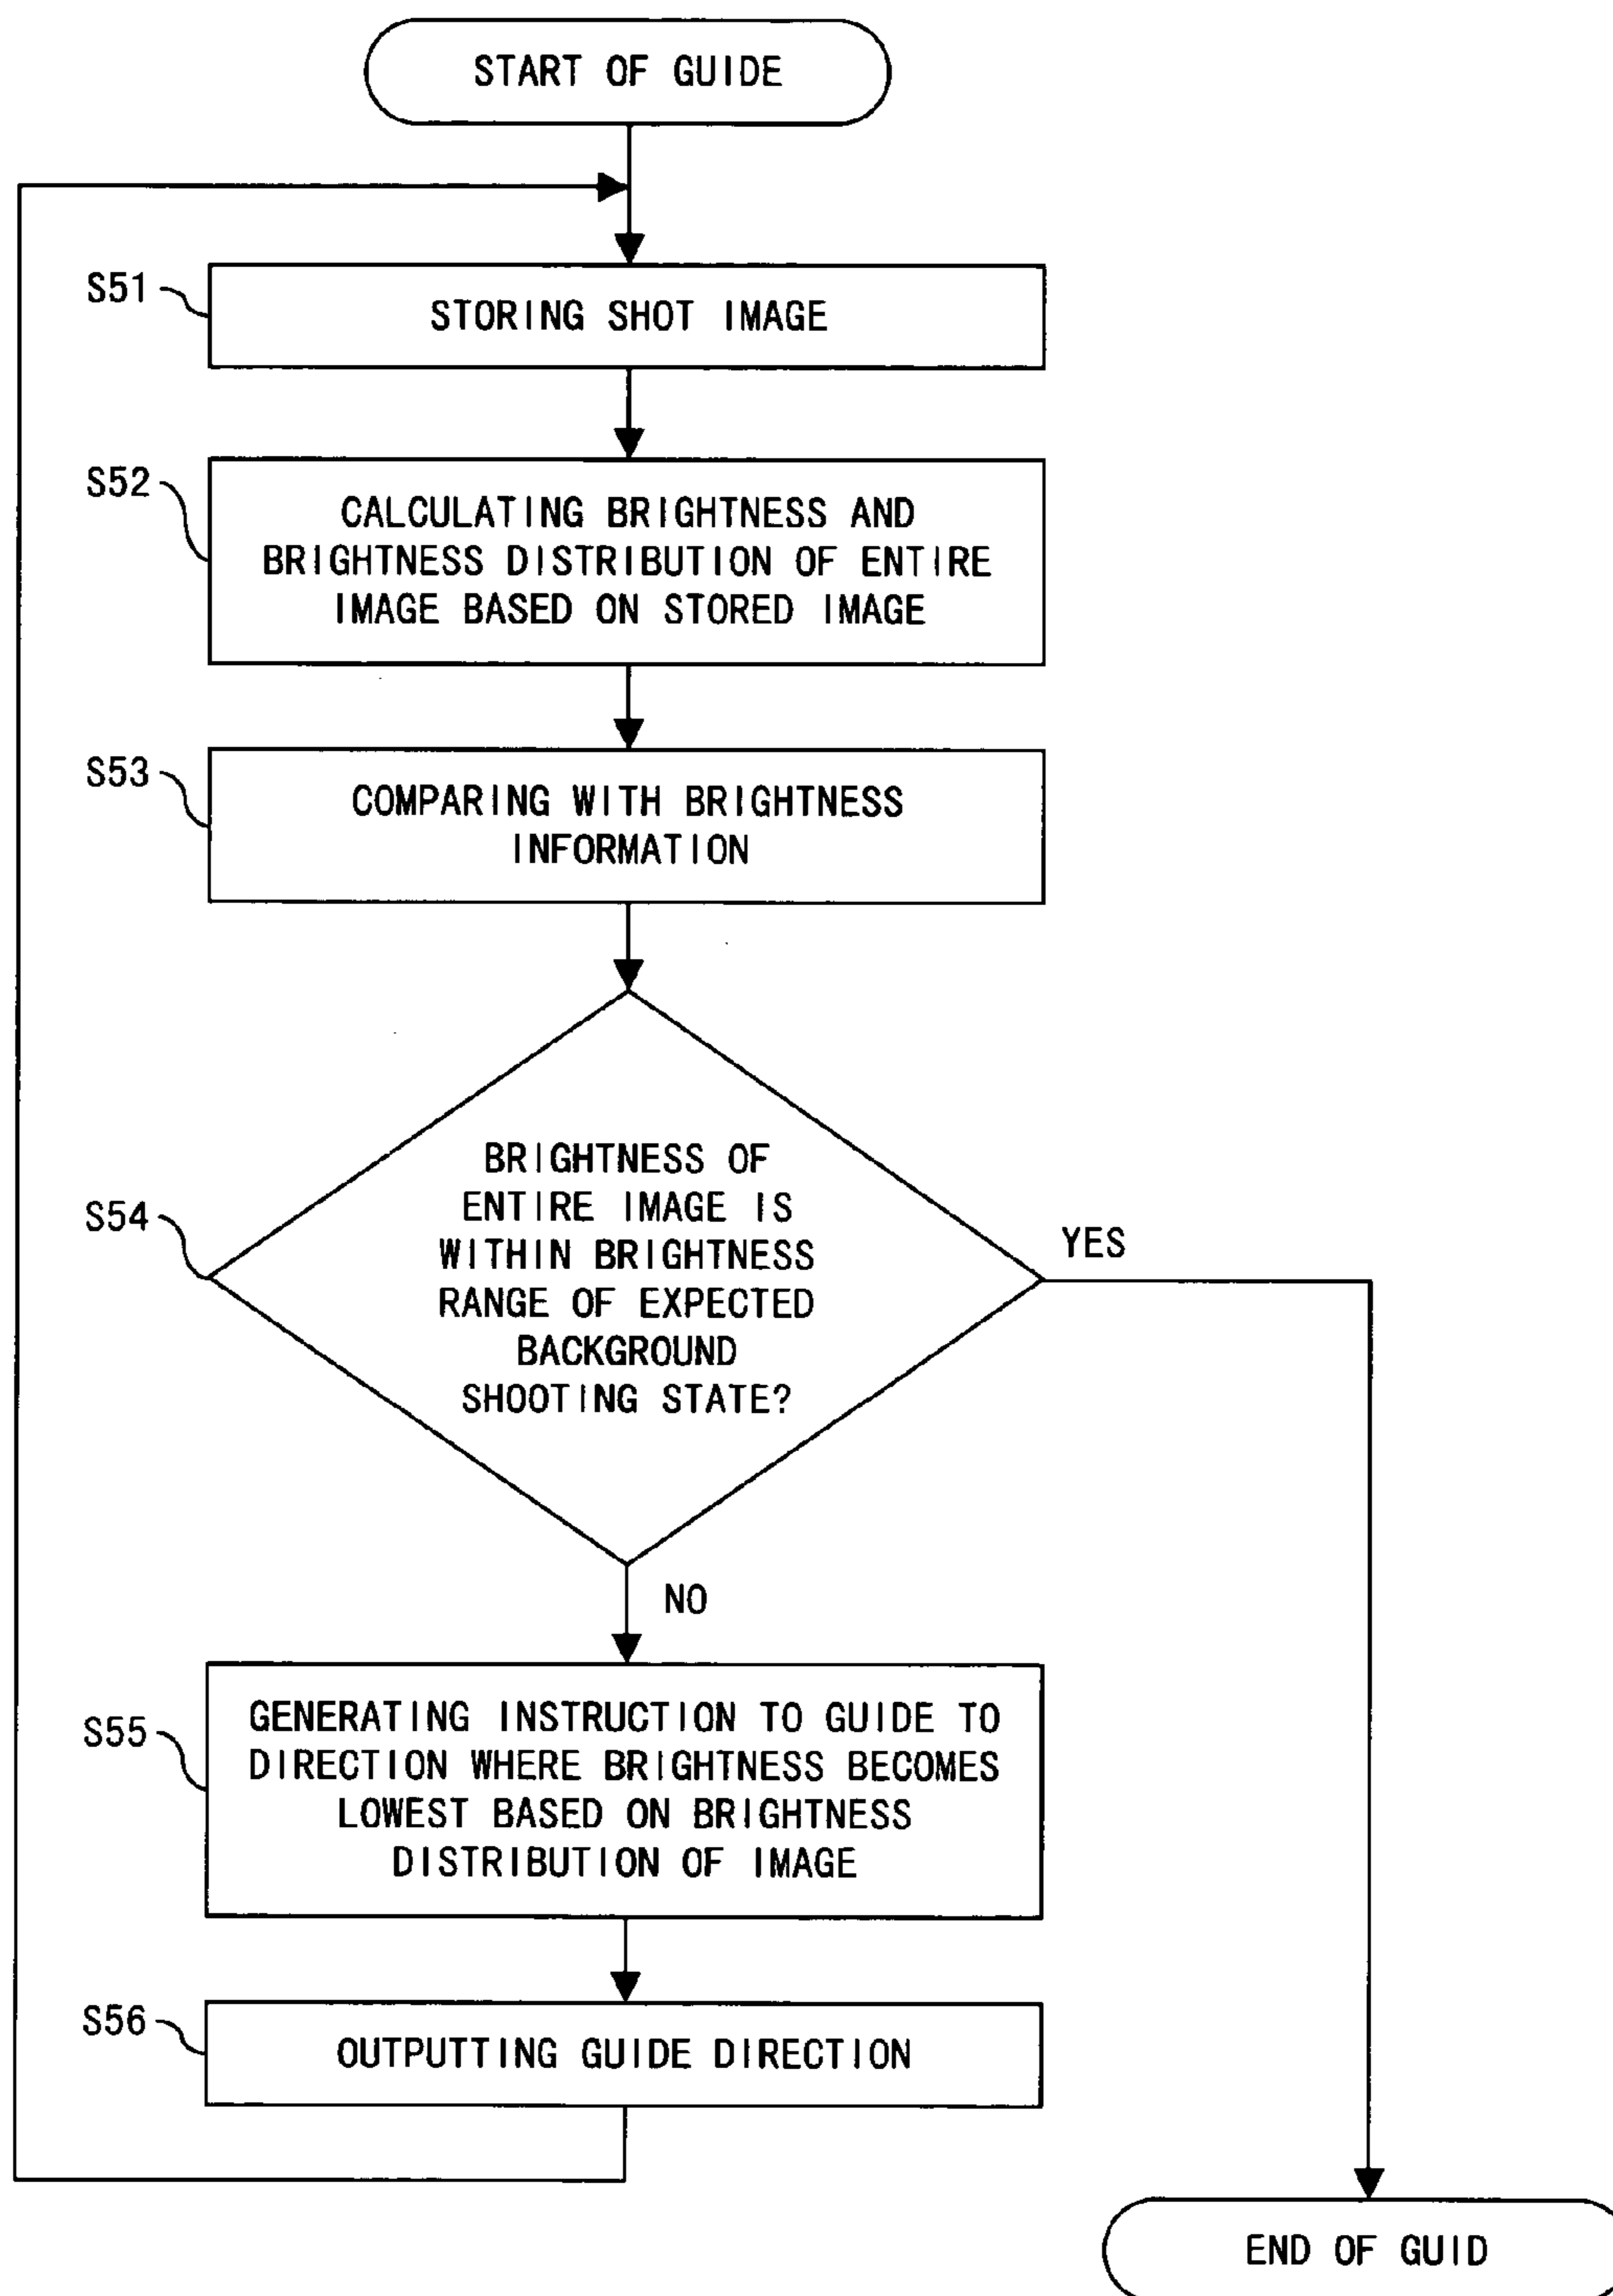 START OF GUIDE
S51
STORING SHOT IMAGE
S52
CALCULATING BRIGHTNESS AND
BRIGHTNESS DISTRIBUTION OF ENTIRE
IMAGE BASED ON STORED IMAGE
S53
COMPARING WITH BRIGHTNESS
INFORMATION
S54
BRIGHTNESS OF
ENTIRE IMAGE IS
WITHIN BRIGHTNESS
RANGE OF EXPECTED
BACKGROUND
SHOOTING STATE?
YES
NO
S55
GENERATING INSTRUCTION TO GUIDE TO
DIRECTION WHERE BRIGHTNESS BECOMES
LOWEST BASED ON BRIGHTNESS
DISTRIBUTION OF IMAGE
S56
OUTPUTTING GUIDE DIRECTION
END OF GUID